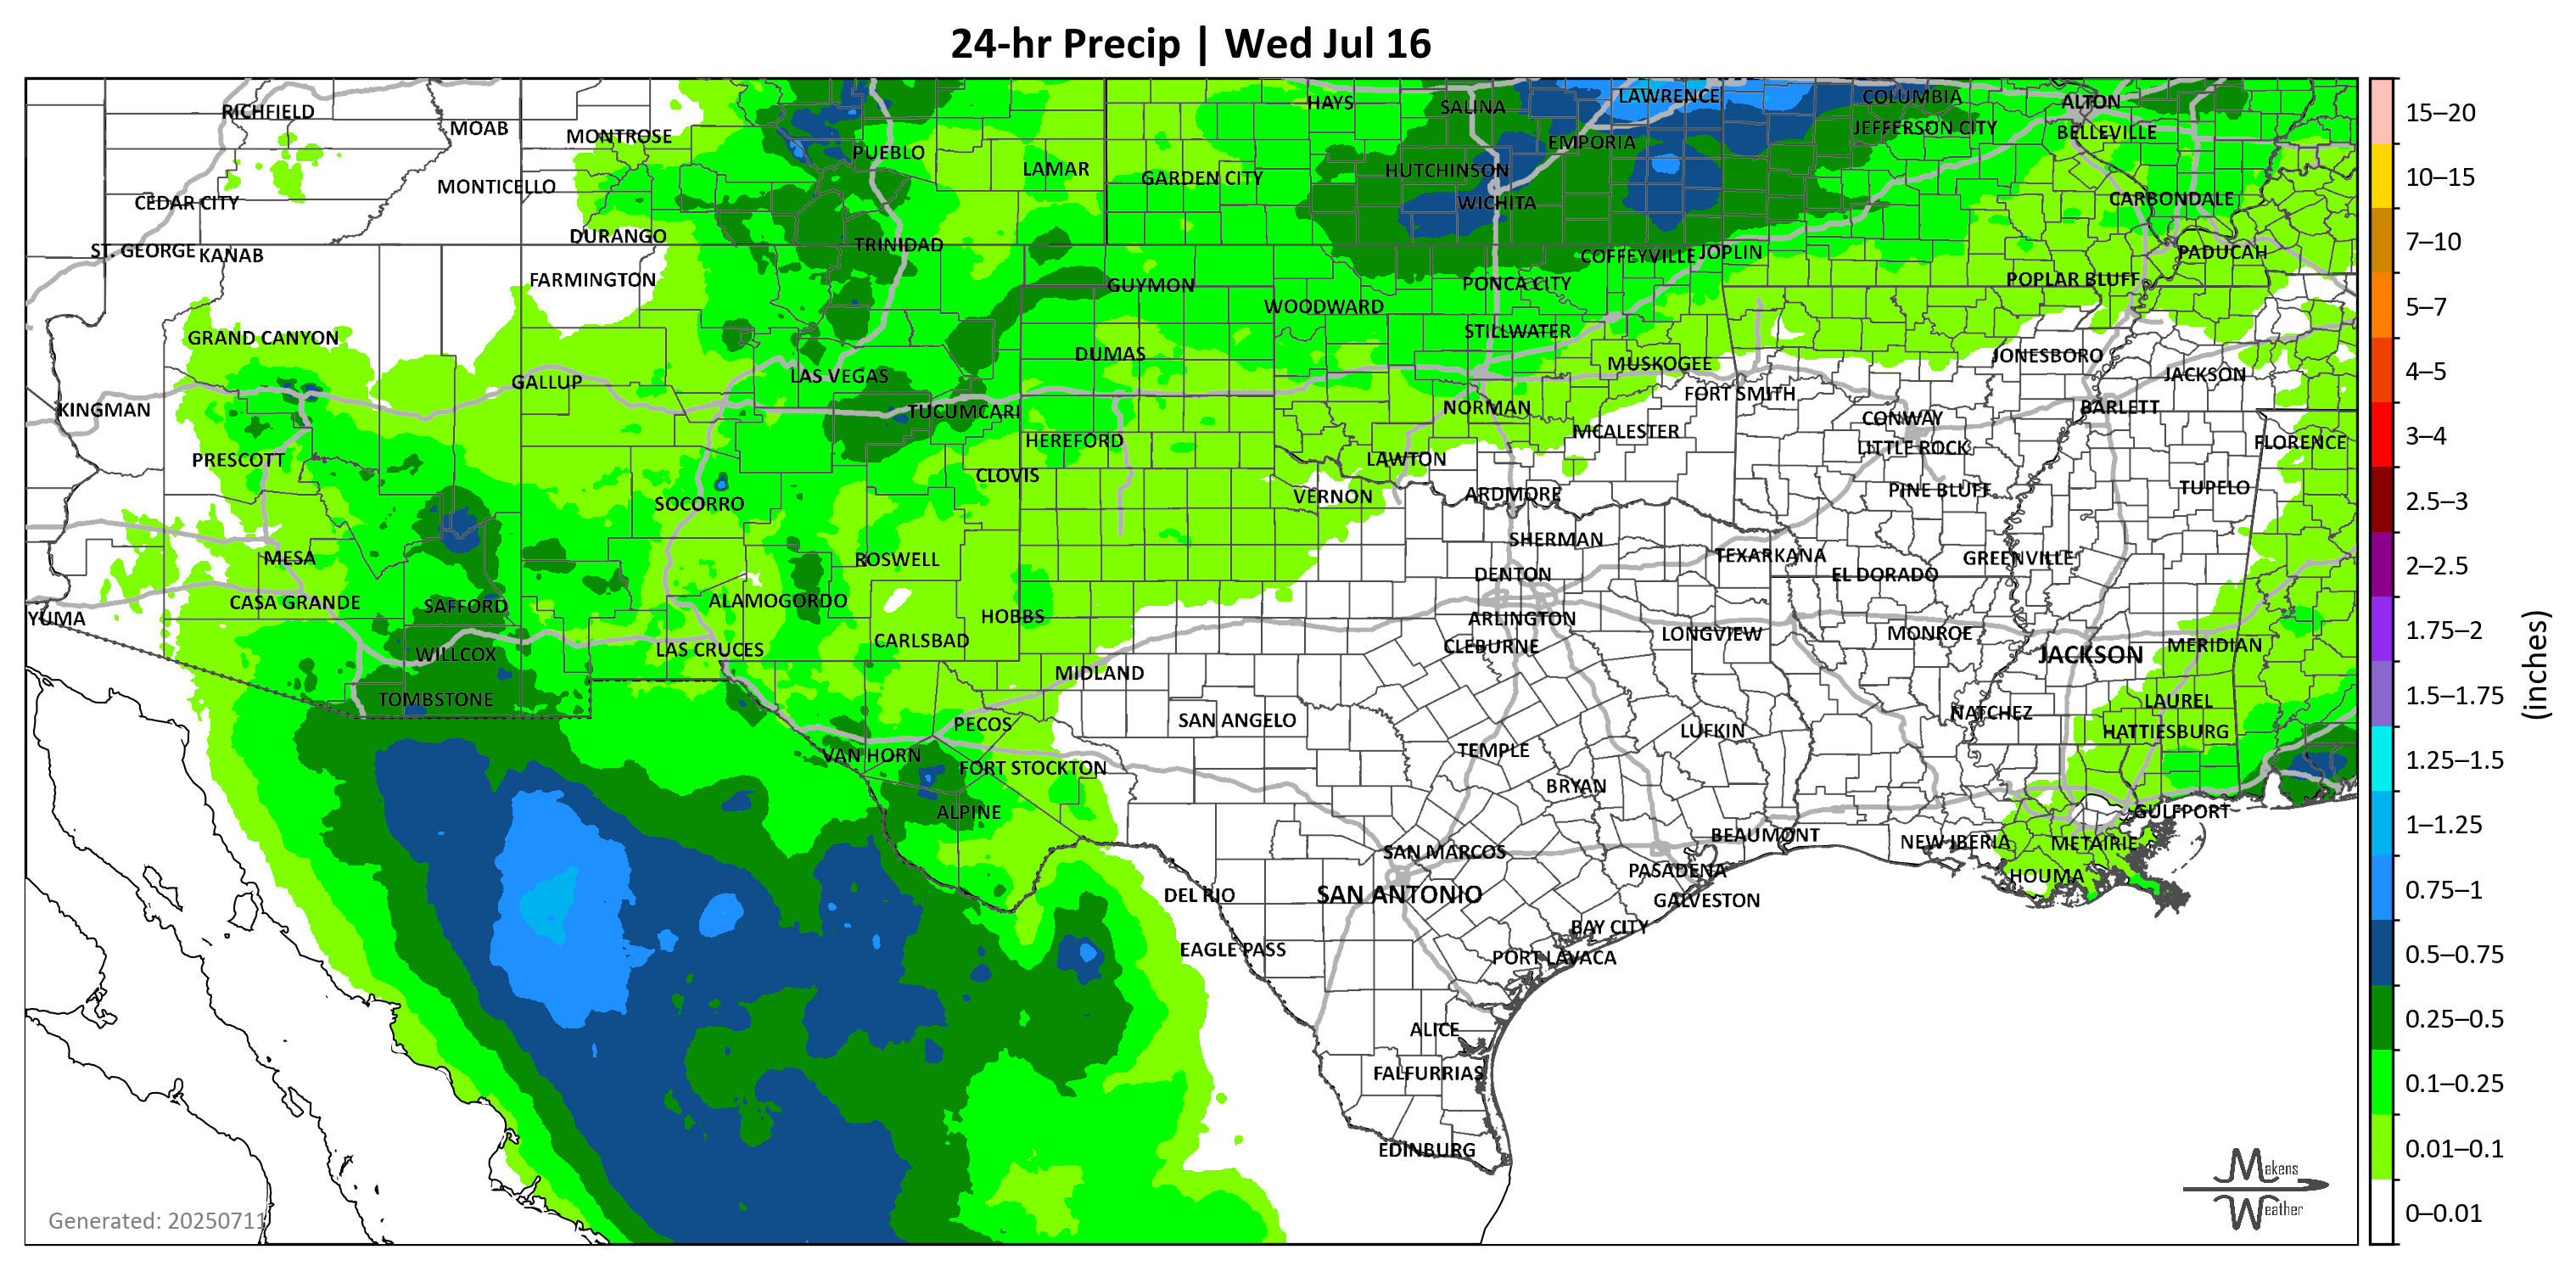 24-hr Precip | Wed Jul 16
RICHFIELD
MOAB
MONTROSE
PUEBLO
LAMAR
GARDEN CITY
HAYS
SALINA
LAWRENCE
COLUMBIA
ALTON
EMPORIA
JEFFERSON CITY
BELLEVILLE
HUTCHINSON
MONTICELLO
CEDAR CITY
WICHITA
CARBONDALE
DURANGO
TRINIDAD
ST. GEORGE
KANAB
COFFEYVILLE
JOPLIN
PADUCAH
FARMINGTON
GUYMON
PONCA CITY
POPLAR BLUFF
WOODWARD
GRAND CANYON
STILLWATER
DUMAS
MUSKOGEE
JONESBORO
GALLUP
LAS VEGAS
JACKSON
FORT SMITH
KINGMAN
TUCUMCARI
NORMAN
CONWAY
BARLETT
HEREFORD
MCALESTER
LITTLE ROCK
FLORENCE
PRESCOTT
CLOVIS
LAWTON
SOCORRO
VERNON
ARDMORE
PINE BLUFF
TUPELO
MESA
ROSWELL
SHERMAN
TEXARKANA
GREENVILLE
DENTON
EL DORADO
CASA GRANDE
SAFFORD
ALAMOGORDO
HOBBS
YUMA
ARLINGTON
WILLCOX
LAS CRUCES
CARLSBAD
CLEBURNE
LONGVIEW
MONROE
JACKSON
MERIDIAN
MIDLAND
TOMBSTONE
PECOS
SAN ANGELO
NATCHEZ
LAUREL
HATTIESBURG
VAN HORN
FORT STOCKTON
TEMPLE
LUFKIN
ALPINE
BRYAN
GULFPORT
BEAUMONT
NEW IBERIA
METAIRIE
SAN MARCOS
PASADENA
HOUMA
DEL RIO
SAN ANTONIO
GALVESTON
EAGLE PASS
BAY CITY
PORT LAVACA
ALICE
FALFURRIAS
EDINBURG
Generated: 20250711
Makens
Weather
15–20
10–15
7–10
5–7
4–5
3–4
2.5–3
2–2.5
1.75–2
1.5–1.75
1.25–1.5
1–1.25
0.75–1
0.5–0.75
0.25–0.5
0.1–0.25
0.01–0.1
0–0.01
(inches)